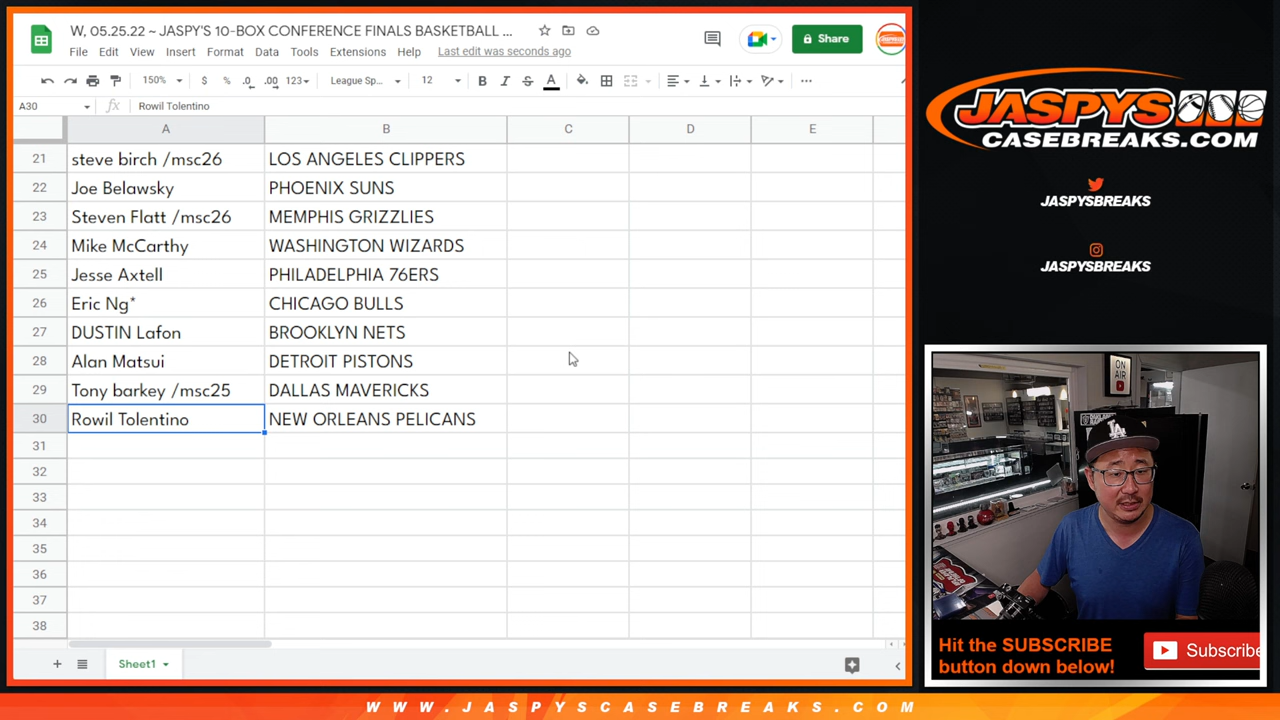 W, 05.25.22 ~ JASPY'S 10-BOX CONFERENCE FINALS BASKETBALL ...
File Edit View Insert Format Data Tools Extensions Help Last edit was seconds ago
Share
150% $ % .0 .00 123 League Sp... 12 B I S A
A30 fx Rowil Tolentino
A B C D E
21 steve birch /msc26 LOS ANGELES CLIPPERS
22 Joe Belawsky PHOENIX SUNS
23 Steven Flatt /msc26 MEMPHIS GRIZZLIES
24 Mike McCarthy WASHINGTON WIZARDS
25 Jesse Axtell PHILADELPHIA 76ERS
26 Eric Ng* CHICAGO BULLS
27 DUSTIN Lafon BROOKLYN NETS
28 Alan Matsui DETROIT PISTONS
29 Tony barkey /msc25 DALLAS MAVERICKS
30 Rowil Tolentino NEW ORLEANS PELICANS
31
32
33
34
35
36
37
38
+ Sheet1
JASPYS
CASEBREAKS.COM
JASPYSBREAKS
JASPYSBREAKS
ON
AIR
LA
Hit the SUBSCRIBE
button down below!
Subscribe
WWW.JASPYSCASEBREAKS.COM